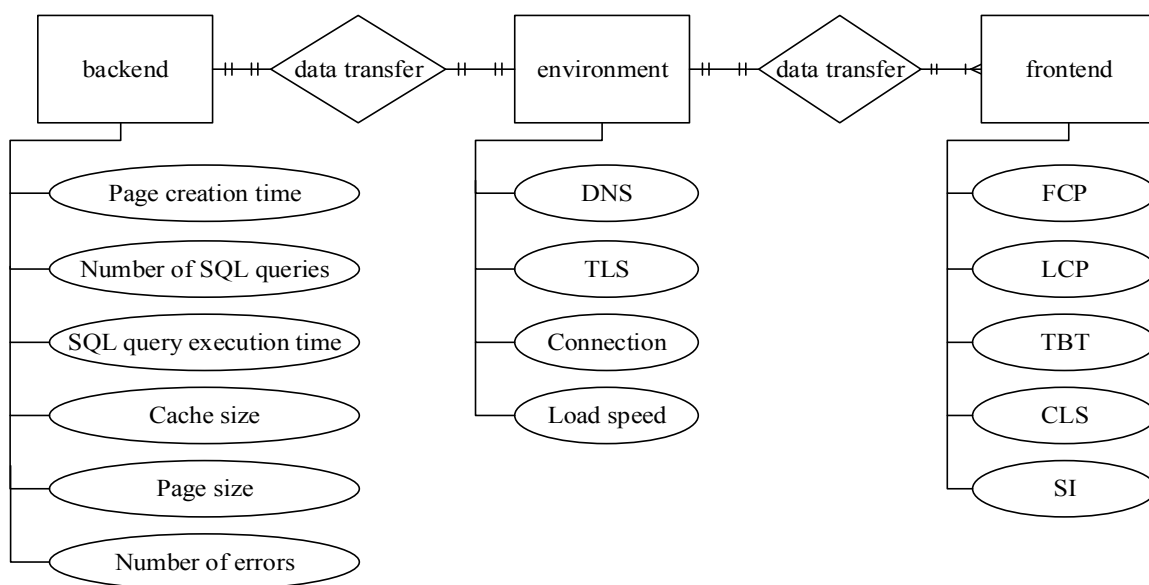 backend
data transfer
environment
data transfer
frontend
Page creation time
Number of SQL queries
SQL query execution time
Cache size
Page size
Number of errors
DNS
TLS
Connection
Load speed
FCP
LCP
TBT
CLS
SI